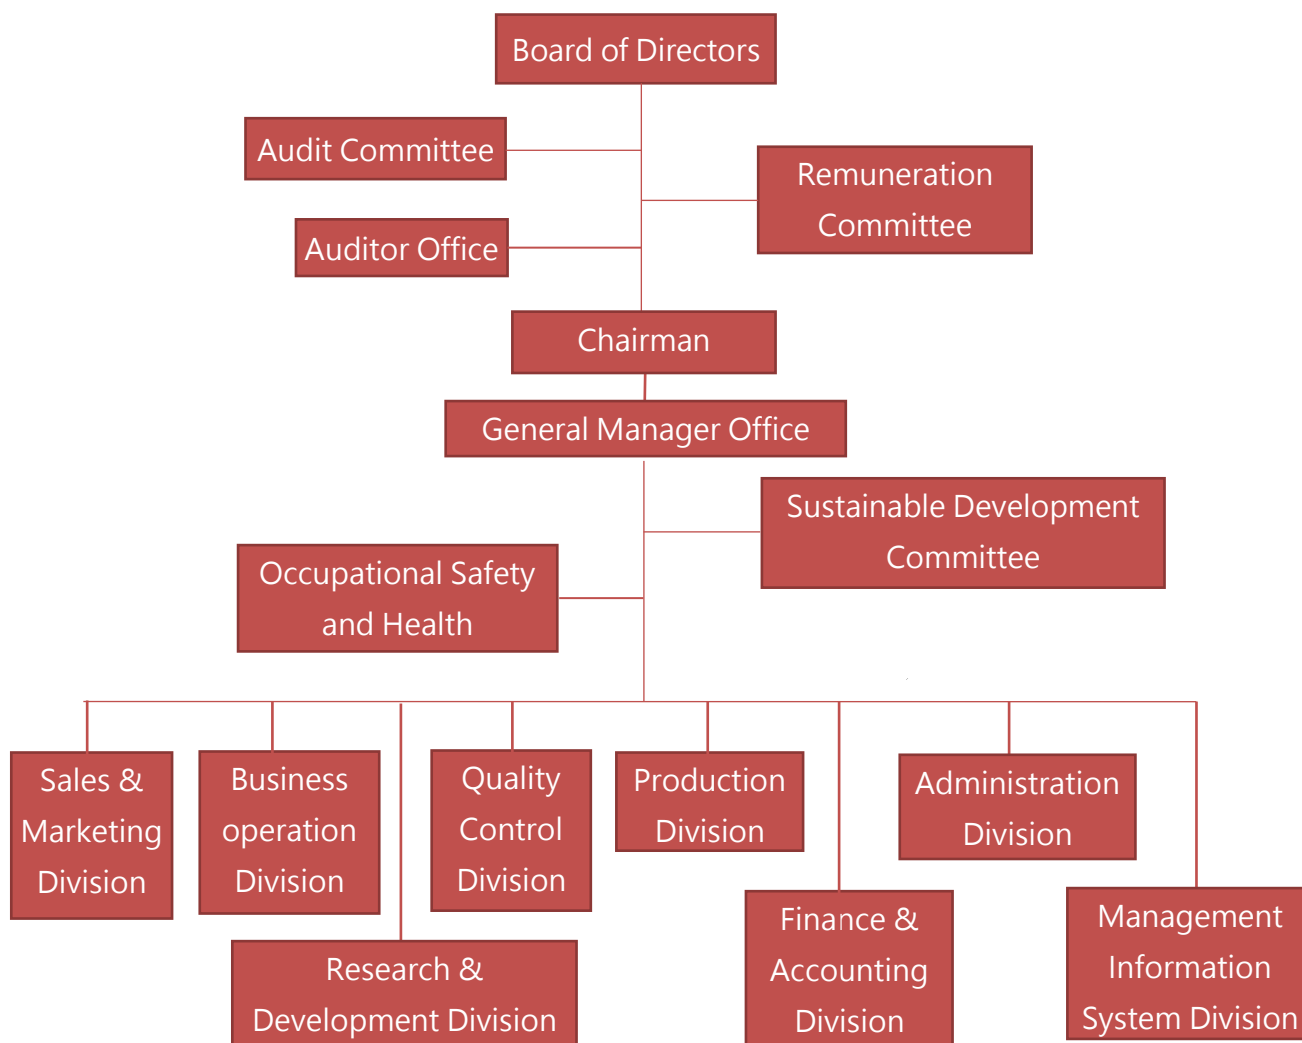 Board of Directors
Audit Committee
Remuneration
Committee
Auditor Office
Chairman
General Manager Office
Sustainable Development
Committee
Occupational Safety
and Health
Sales &
Marketing
Division
Business
operation
Division
Quality
Control
Division
Production
Division
Administration
Division
Research &
Development Division
Finance &
Accounting
Division
Management
Information
System Division